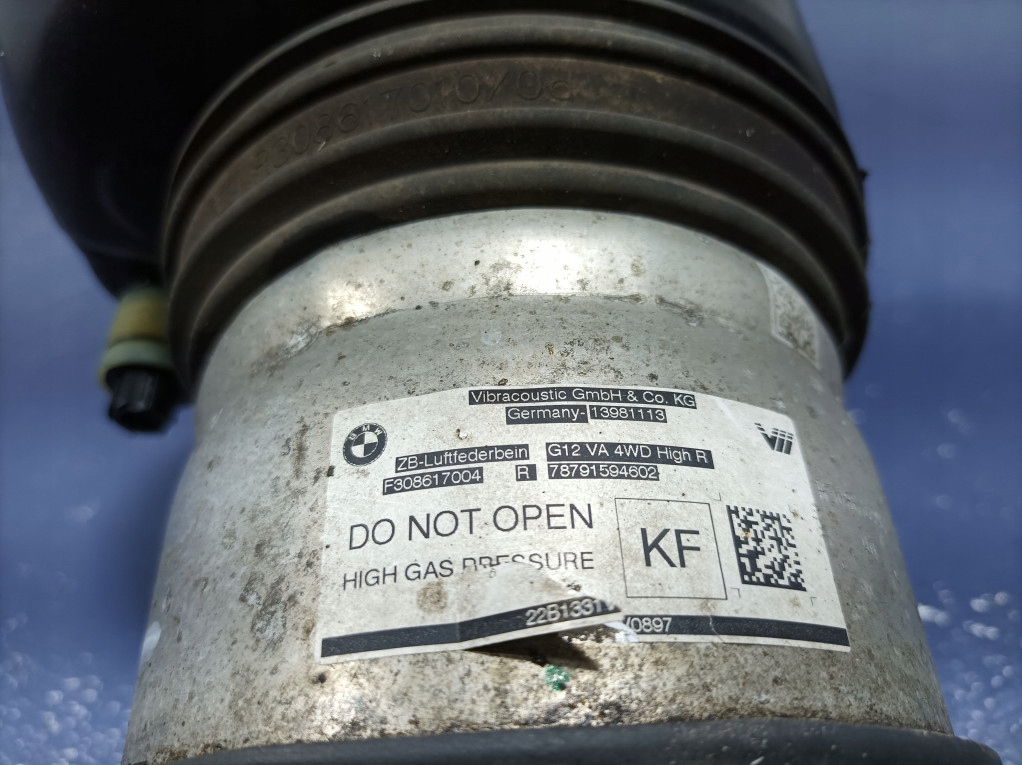 Vibracoustic GmbH & Co. KG
Germany- 13981113
BMW
ZB-Luftfederbein G12 VA 4WD High R
F308617004 R 78791594602
DO NOT OPEN
HIGH GAS PRESSURE
KF